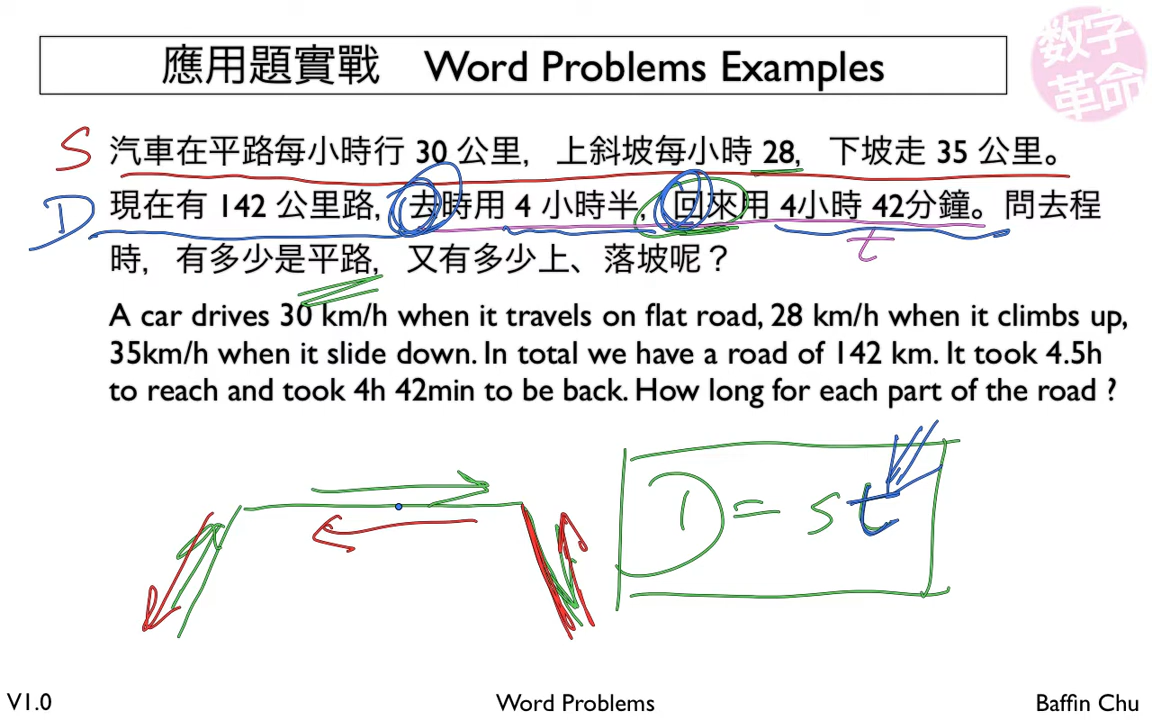 数字
革命
應用題實戰 Word Problems Examples
S 汽車在平路每小時行 30 公里, 上斜坡每小時 28, 下坡走 35 公里。
D 現在有 142 公里路, 去時用 4 小時半, 回來用 4小時 42分鐘。問去程
t
時, 有多少是平路, 又有多少上、落坡呢？
A car drives 30 km/h when it travels on flat road, 28 km/h when it climbs up,
35km/h when it slide down. In total we have a road of 142 km. It took 4.5h
to reach and took 4h 42min to be back. How long for each part of the road ?
D = st
V1.0 Word Problems Baffin Chu